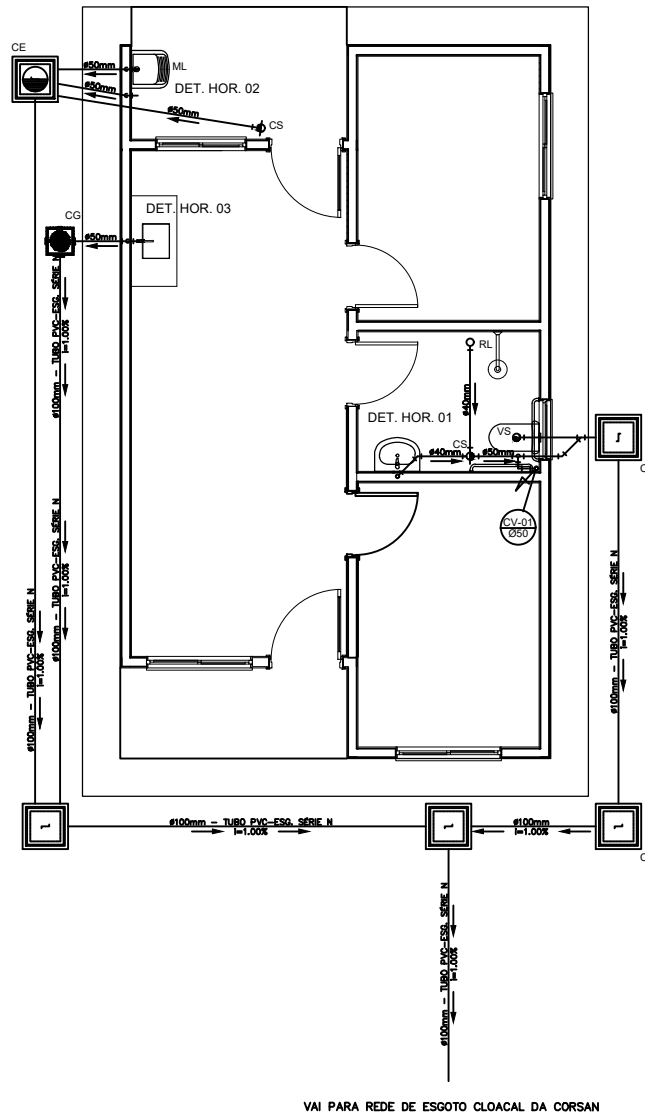 CE
ø50mm
ML
DET. HOR. 02
ø50mm
CS
DET. HOR. 03
CG
ø50mm
ø100mm – TUBO PVC–ESG. SÉRIE N
i=1.00%
RL
ø40mm
DET. HOR. 01
VS
CS
ø40mm
ø50mm
C
CV-01
Ø50
ø100mm – TUBO PVC–ESG. SÉRIE N
i=1.00%
ø100mm – TUBO PVC–ESG. SÉRIE N
i=1.00%
ø100mm – TUBO PVC–ESG. SÉRIE N
i=1.00%
ø100mm – TUBO PVC–ESG. SÉRIE N
i=1.00%
ø100mm
i=1.00%
C
ø100mm – TUBO PVC–ESG. SÉRIE N
i=1.00%
VAI PARA REDE DE ESGOTO CLOACAL DA CORSAN